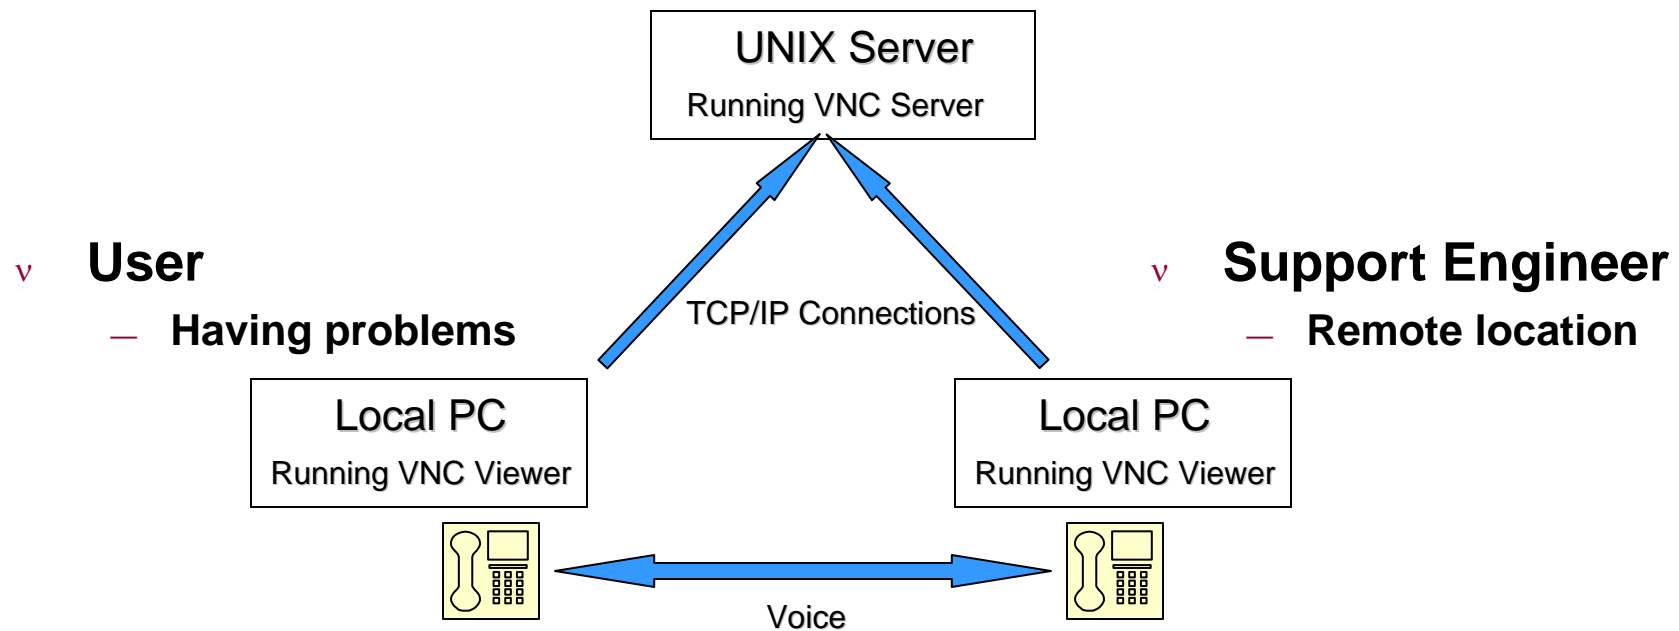 UNIX Server
Running VNC Server
ν User
— Having problems
ν Support Engineer
— Remote location
TCP/IP Connections
Local PC
Running VNC Viewer
Local PC
Running VNC Viewer
Voice